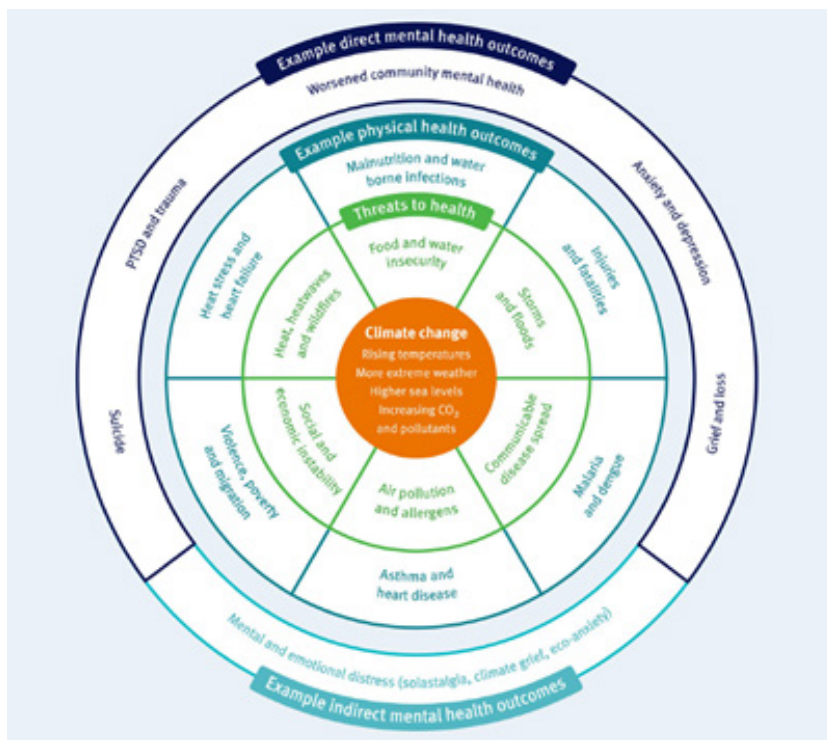 Example direct mental health outcomes
Worsened community mental health
Example physical health outcomes
Malnutrition and water
borne infections
Threats to health
Food and water
insecurity
PTSD and trauma
Anxiety and depression
Heat stress and
heart failure
Injuries
and fatalities
Heat, heatwaves
and wildfires
Storms
and floods
Climate change
Rising temperatures
More extreme weather
Higher sea levels
Increasing CO₂
and pollutants
Suicide
Grief and loss
Social and
economic instability
Communicable
disease spread
Violence, poverty
and migration
Malaria
and dengue
Air pollution
and allergens
Asthma and
heart disease
Mental and emotional distress (solastalgia, climate grief, eco-anxiety)
Example indirect mental health outcomes